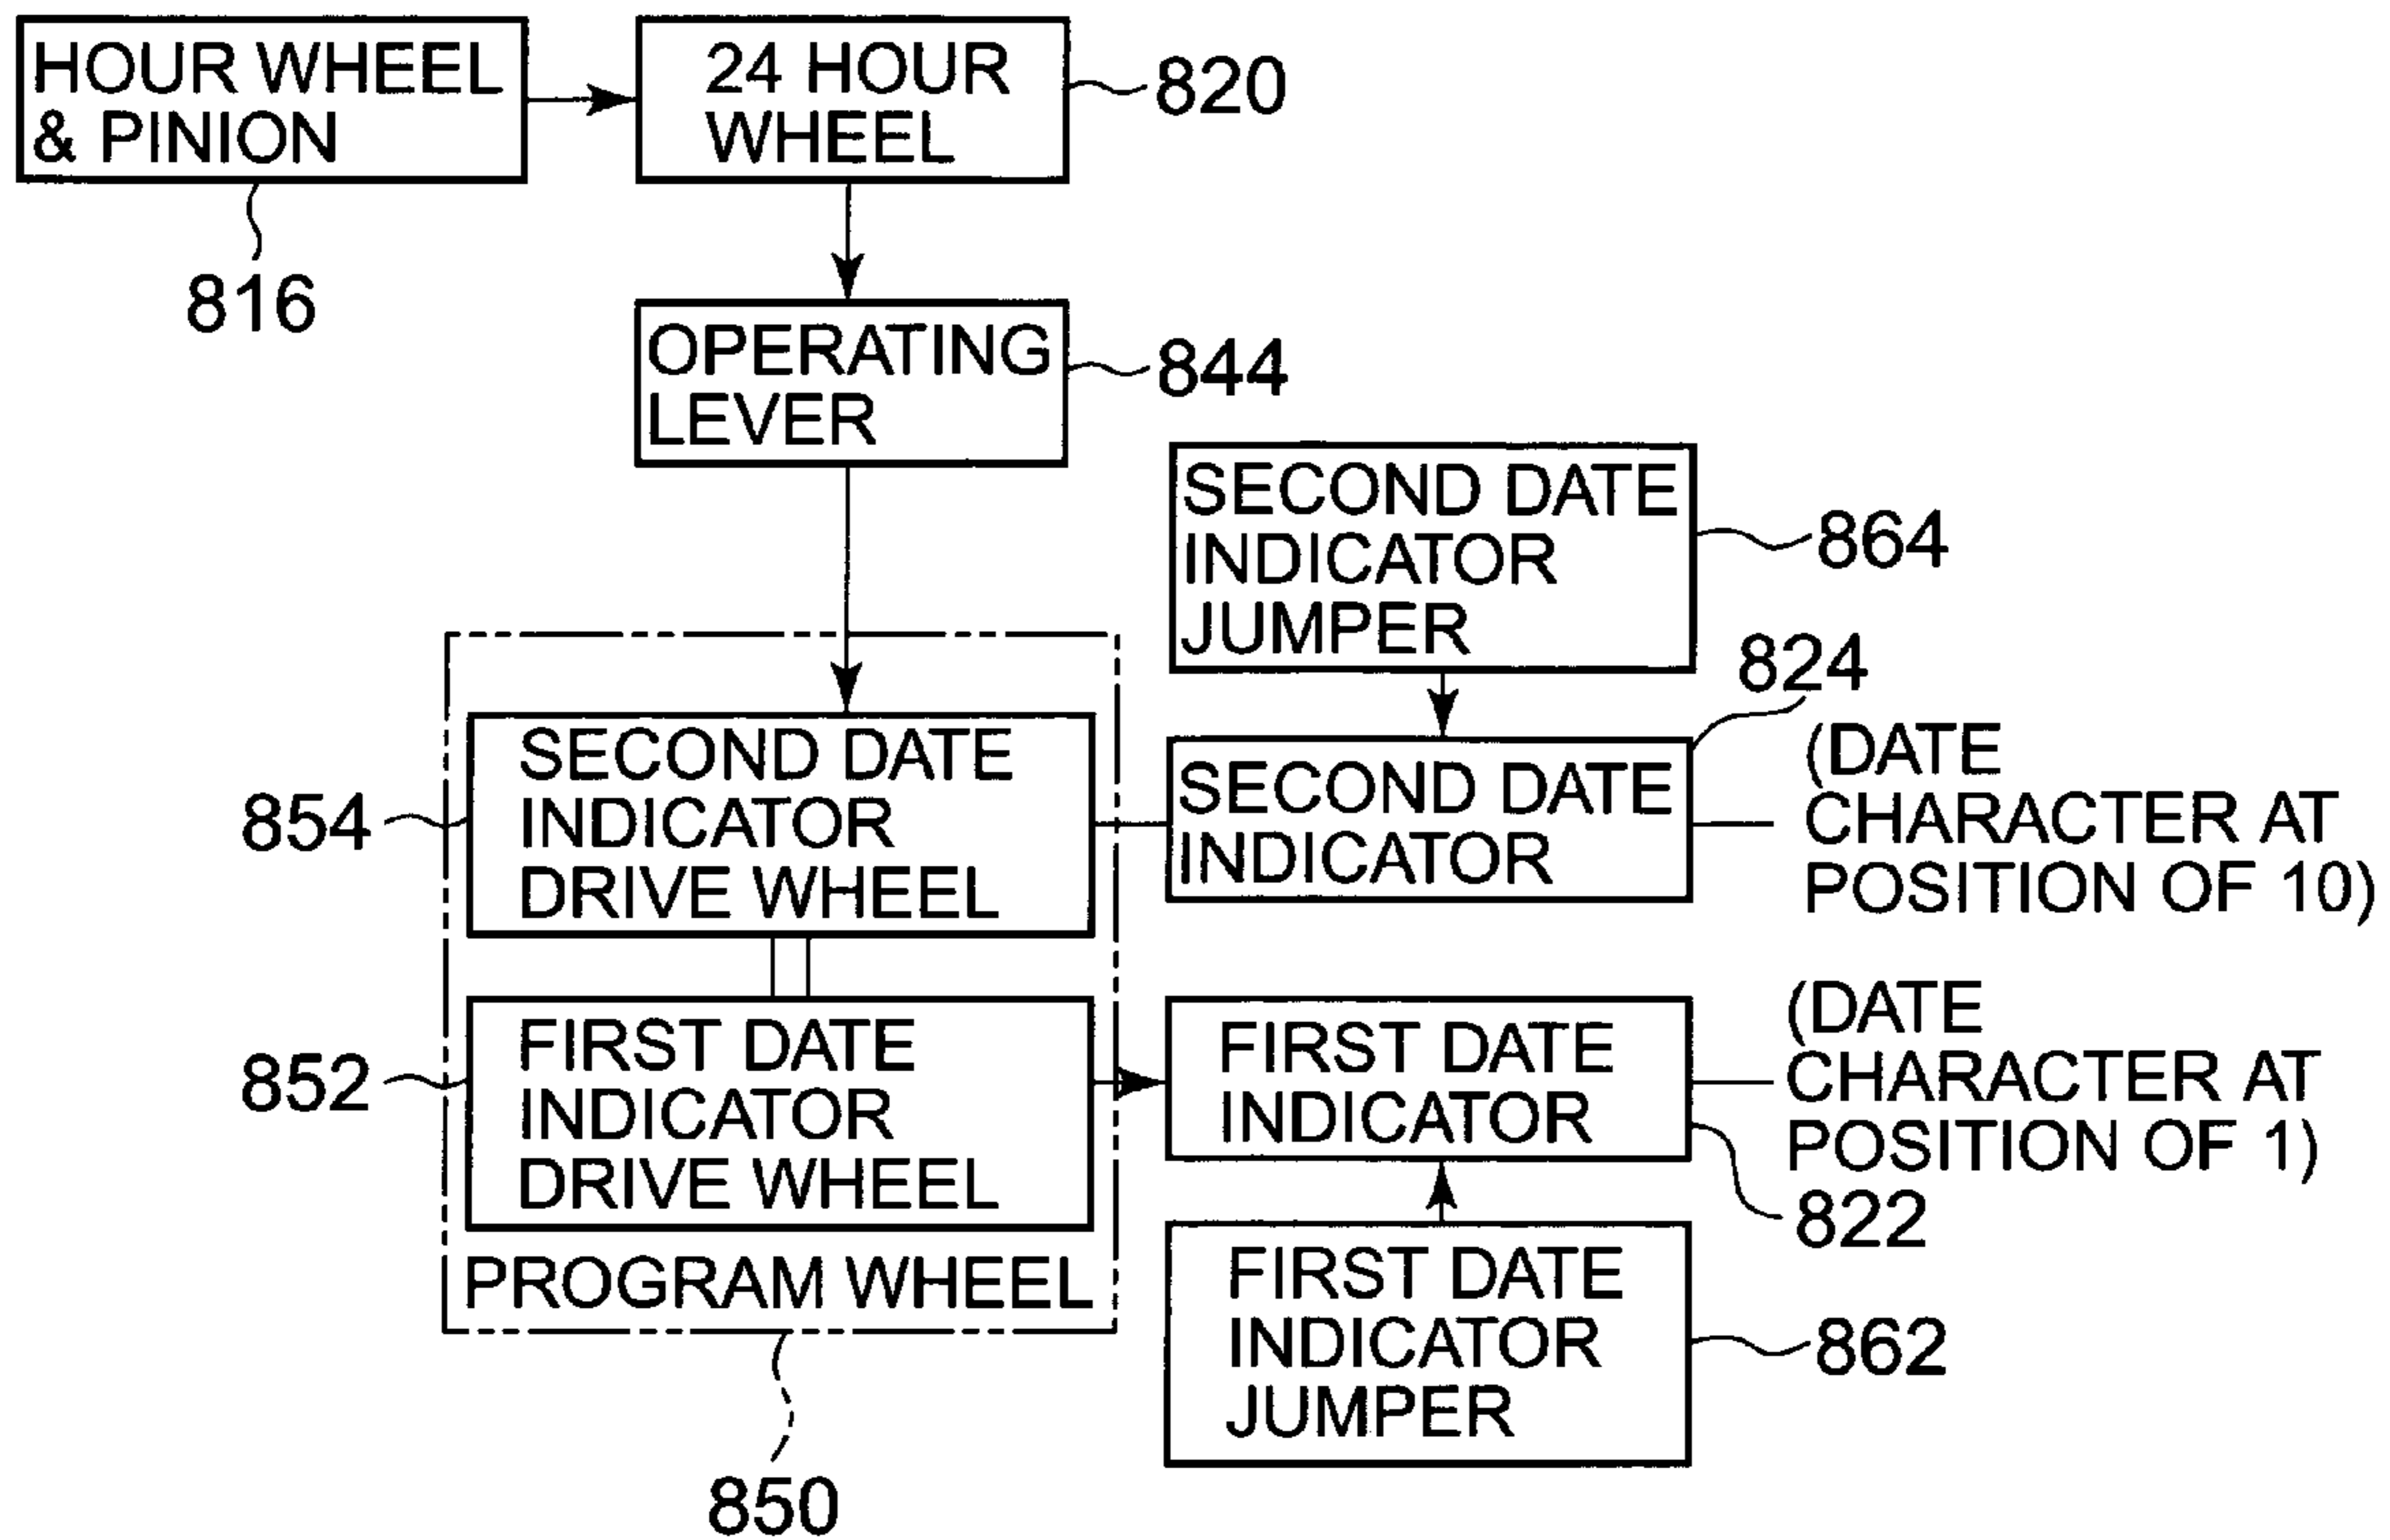 HOUR WHEEL
& PINION
816
24 HOUR
WHEEL
820
OPERATING
LEVER
844
SECOND DATE
INDICATOR
JUMPER
864
824
SECOND DATE
INDICATOR
DRIVE WHEEL
854
SECOND DATE
INDICATOR
(DATE
CHARACTER AT
POSITION OF 10)
FIRST DATE
INDICATOR
DRIVE WHEEL
852
FIRST DATE
INDICATOR
(DATE
CHARACTER AT
POSITION OF 1)
822
PROGRAM WHEEL
850
FIRST DATE
INDICATOR
JUMPER
862